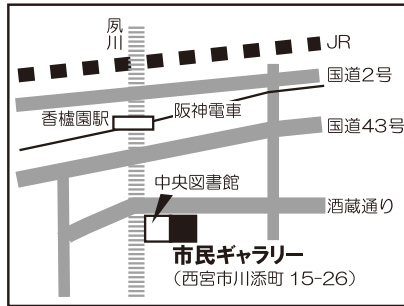 夙川
JR
国道2号
香櫨園駅
阪神電車
国道43号
中央図書館
酒蔵通り
市民ギャラリー
(西宮市川添町 15-26)